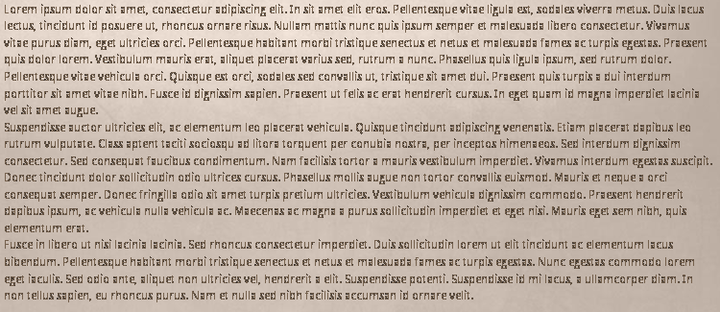 Lorem ipsum dolor sit amet, consectetur adipiscing elit. In sit amet elit eros. Pellentesque vitae ligula est, sodales viverra metus. Duis lacus
lectus, tincidunt id posuere ut, rhoncus ornare risus. Nullam mattis nunc quis ipsum semper et malesuada libero consectetur. Vivamus
vitae purus diam, eget ultricies orci. Pellentesque habitant morbi tristique senectus et netus et malesuada fames ac turpis egestas. Praesent
quis dolor lorem. Vestibulum mauris erat, aliquet placerat varius sed, rutrum a nunc. Phasellus quis ligula ipsum, sed rutrum dolor.
Pellentesque vitae vehicula orci. Quisque est orci, sodales sed convallis ut, tristique sit amet dui. Praesent quis turpis a dui interdum
porttitor sit amet vitae nibh. Fusce id dignissim sapien. Praesent ut felis ac erat hendrerit cursus. In eget quam id magna imperdiet lacinia
vel sit amet augue.
Suspendisse auctor ultricies elit, ac elementum leo placerat vehicula. Quisque tincidunt adipiscing venenatis. Etiam placerat dapibus leo
rutrum vulputate. Class aptent taciti sociosqu ad litora torquent per conubia nostra, per inceptos himenaeos. Sed interdum dignissim
consectetur. Sed consequat faucibus condimentum. Nam facilisis tortor a mauris vestibulum imperdiet. Vivamus interdum egestas suscipit.
Donec tincidunt dolor sollicitudin odio ultrices cursus. Phasellus mollis augue non tortor convallis euismod. Mauris et neque a orci
consequat semper. Donec fringilla odio sit amet turpis pretium ultricies. Vestibulum vehicula dignissim commodo. Praesent hendrerit
dapibus ipsum, ac vehicula nulla vehicula ac. Maecenas ac magna a purus sollicitudin imperdiet et eget nisi. Mauris eget sem nibh, quis
elementum erat.
Fusce in libero ut nisi lacinia lacinia. Sed rhoncus consectetur imperdiet. Duis sollicitudin lorem ut elit tincidunt ac elementum lacus
bibendum. Pellentesque habitant morbi tristique senectus et netus et malesuada fames ac turpis egestas. Nunc egestas commodo lorem
eget iaculis. Sed odio ante, aliquet non ultricies vel, hendrerit a elit. Suspendisse potenti. Suspendisse id mi lacus, a ullamcorper diam. In
non tellus sapien, eu rhoncus purus. Nam et nulla sed nibh facilisis accumsan id ornare velit.